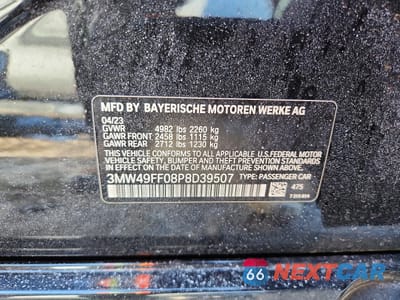 MFD BY BAYERISCHE MOTOREN WERKE AG
04/23
GVWR 4982 lbs 2260 kg
GAWR FRONT 2458 lbs 1115 kg
GAWR REAR 2712 lbs 1230 kg
THIS VEHICLE CONFORMS TO ALL APPLICABLE U.S. FEDERAL MOTOR
VEHICLE SAFETY, BUMPER AND THEFT PREVENTION STANDARDS
IN EFFECT ON THE DATE OF MANUFACTURE SHOWN ABOVE.
3MW49FF08P8D39507 TYPE: PASSENGER CAR
475
66 NEXTCAR